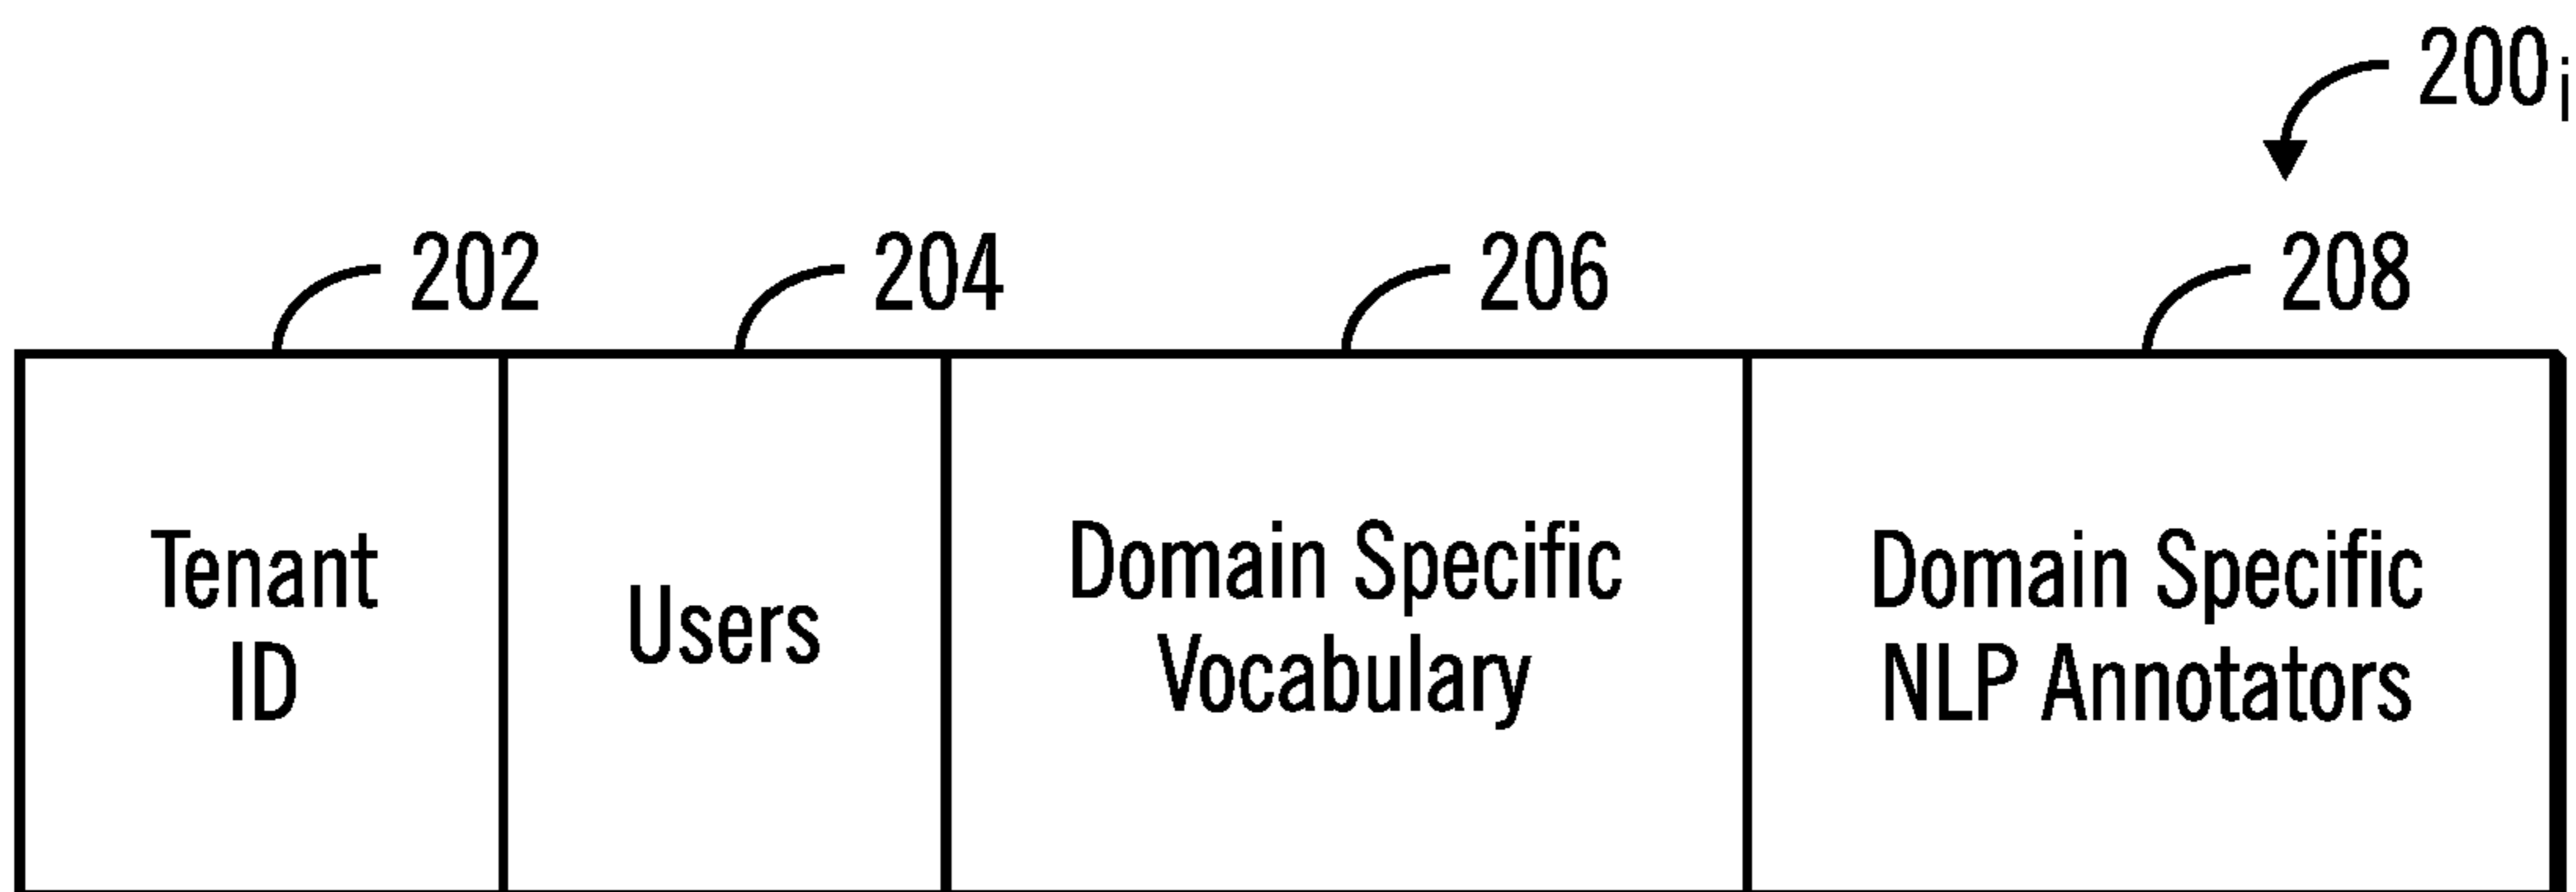 200i
202
204
206
208
Tenant
ID
Users
Domain Specific
Vocabulary
Domain Specific
NLP Annotators